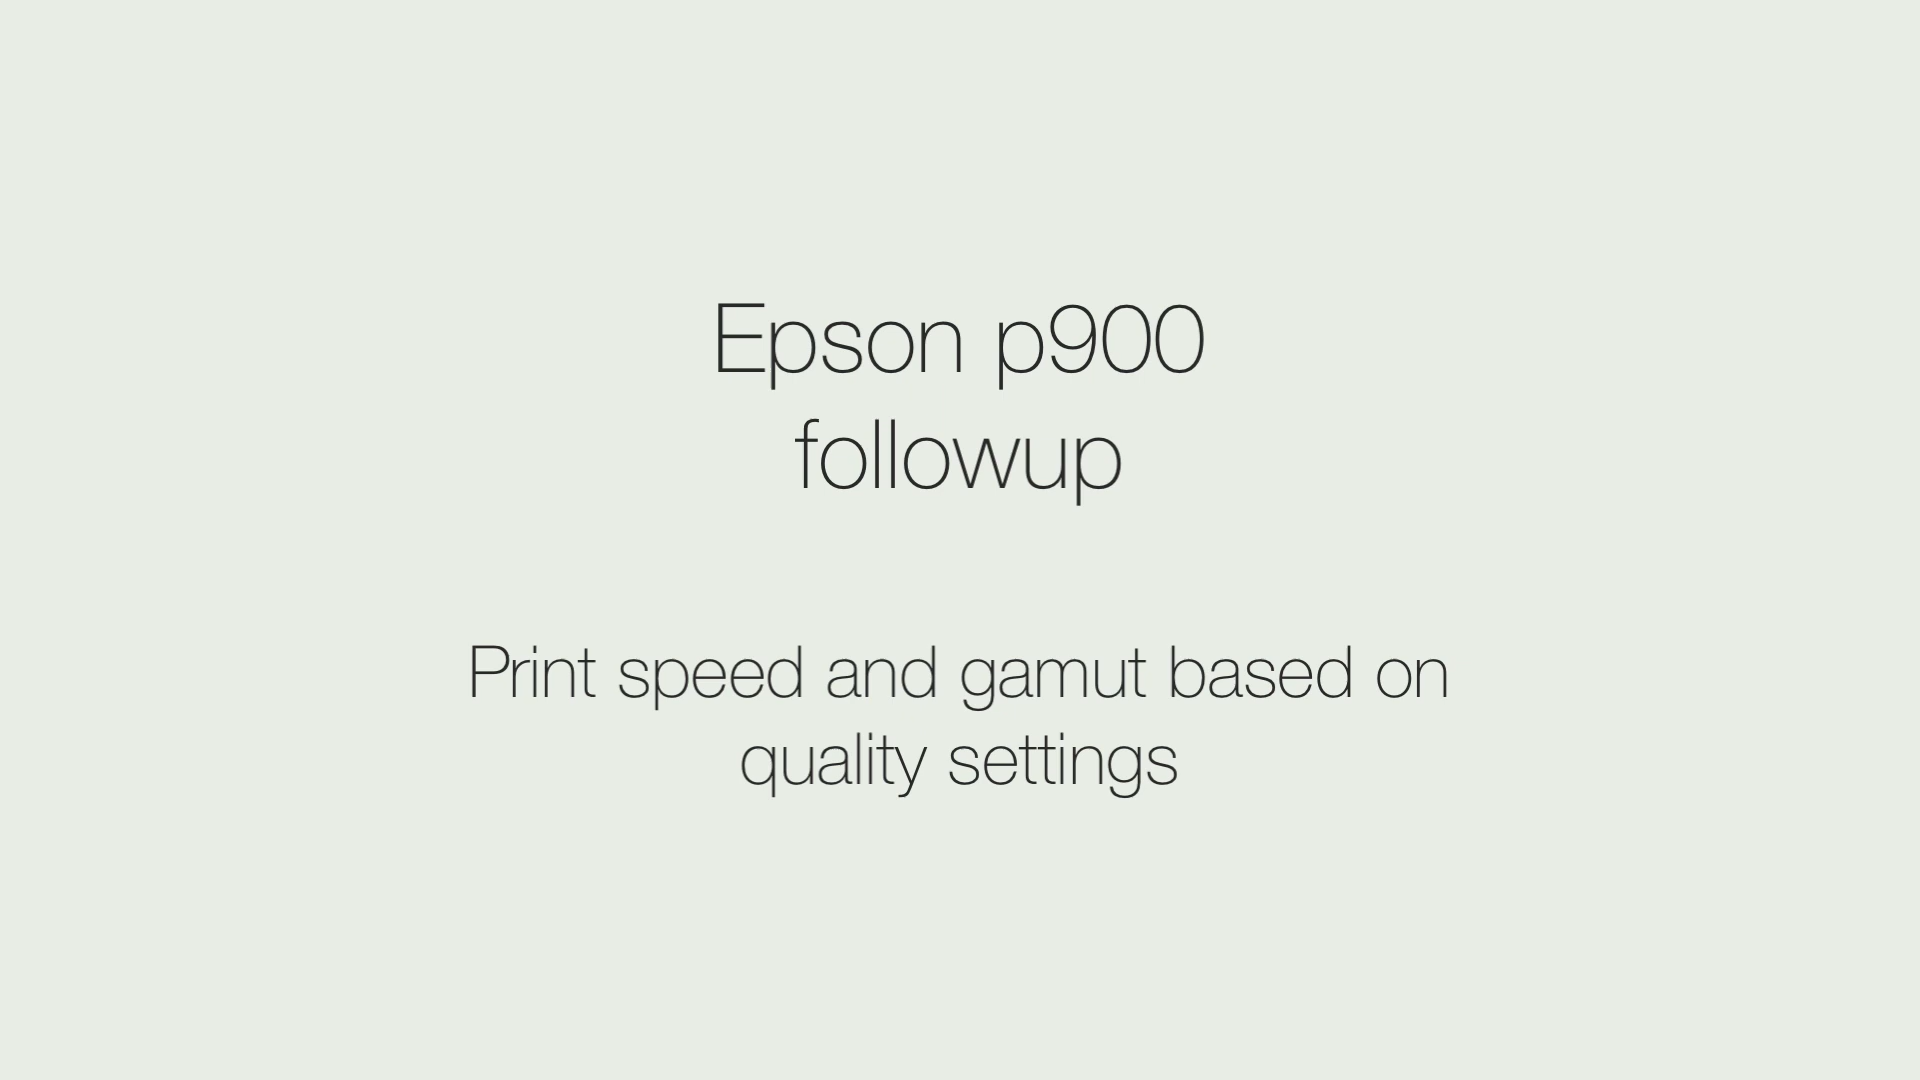 Epson p900
followup
Print speed and gamut based on
quality settings